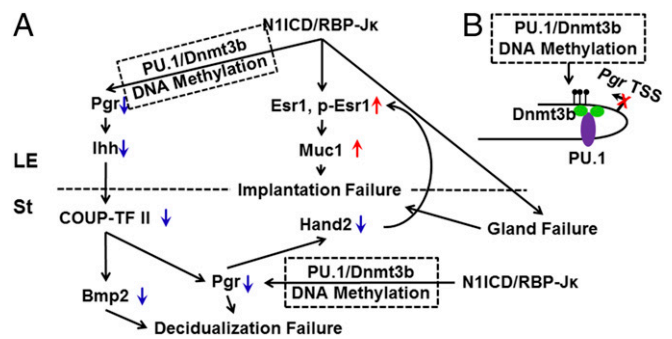 A
N1ICD/RBP-Jκ
PU.1/Dnmt3b
DNA Methylation
Pgr
Esr1, p-Esr1
Ihh
Muc1
LE
Implantation Failure
St
COUP-TF II
Hand2
Gland Failure
PU.1/Dnmt3b
DNA Methylation
Pgr
N1ICD/RBP-Jκ
Bmp2
Decidualization Failure
B
PU.1/Dnmt3b
DNA Methylation
Pgr TSS
Dnmt3b
PU.1